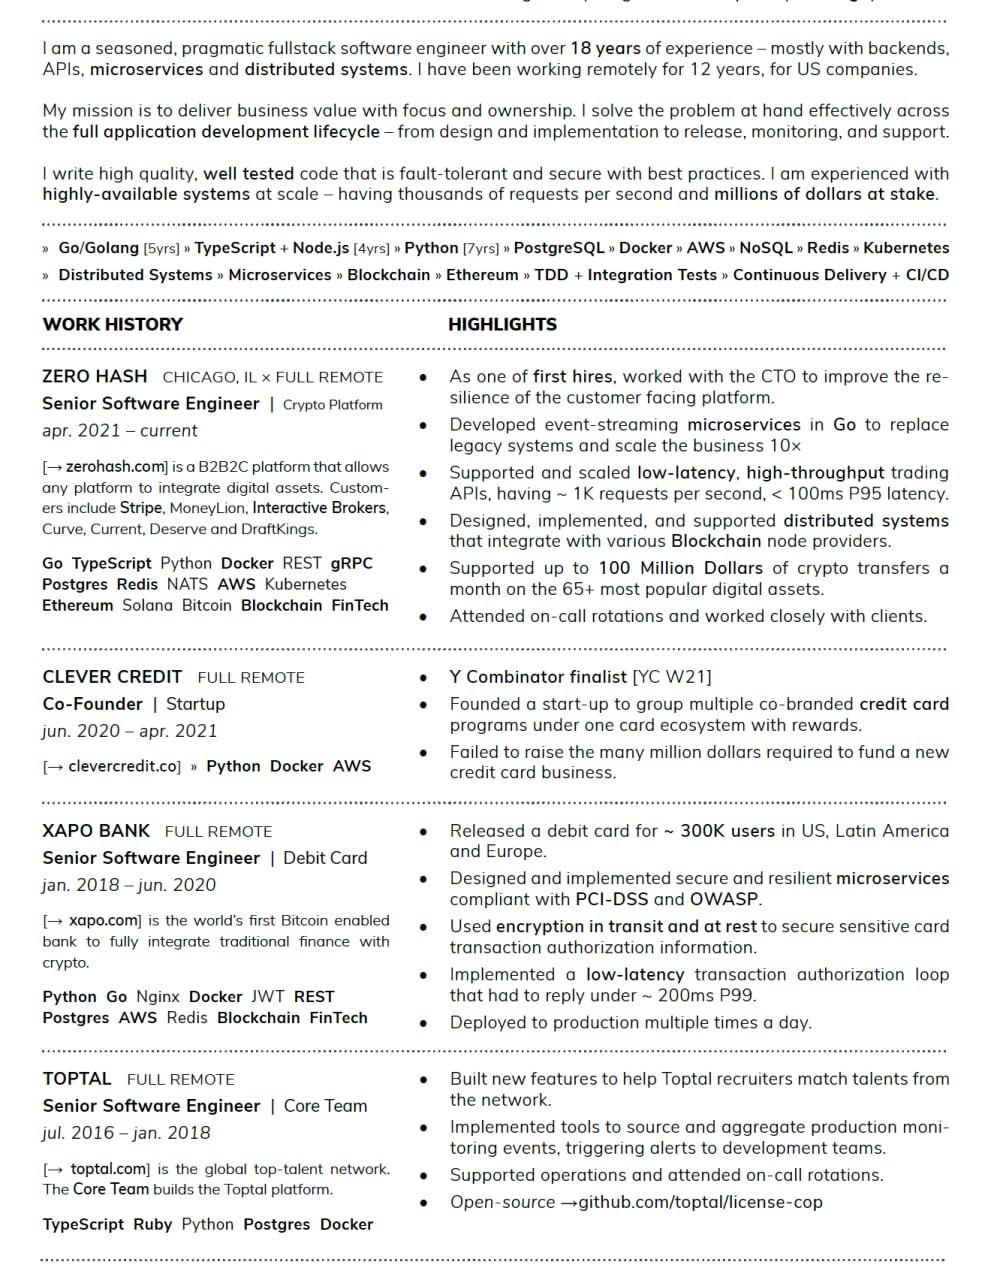 I am a seasoned, pragmatic fullstack software engineer with over 18 years of experience – mostly with backends,
APIs, microservices and distributed systems. I have been working remotely for 12 years, for US companies.
My mission is to deliver business value with focus and ownership. I solve the problem at hand effectively across
the full application development lifecycle – from design and implementation to release, monitoring, and support.
I write high quality, well tested code that is fault-tolerant and secure with best practices. I am experienced with
highly-available systems at scale – having thousands of requests per second and millions of dollars at stake.
» Go/Golang [5yrs] » TypeScript + Node.js [4yrs] » Python [7yrs] » PostgreSQL » Docker » AWS » NoSQL » Redis » Kubernetes
» Distributed Systems » Microservices » Blockchain » Ethereum » TDD + Integration Tests » Continuous Delivery + CI/CD
WORK HISTORY
HIGHLIGHTS
ZERO HASH CHICAGO, IL × FULL REMOTE
Senior Software Engineer | Crypto Platform
apr. 2021 – current
[→ zerohash.com] is a B2B2C platform that allows
any platform to integrate digital assets. Custom-
ers include Stripe, MoneyLion, Interactive Brokers,
Curve, Current, Deserve and DraftKings.
Go TypeScript Python Docker REST gRPC
Postgres Redis NATS AWS Kubernetes
Ethereum Solana Bitcoin Blockchain FinTech
• As one of first hires, worked with the CTO to improve the re-
silience of the customer facing platform.
• Developed event-streaming microservices in Go to replace
legacy systems and scale the business 10×
• Supported and scaled low-latency, high-throughput trading
APIs, having ~ 1K requests per second, < 100ms P95 latency.
• Designed, implemented, and supported distributed systems
that integrate with various Blockchain node providers.
• Supported up to 100 Million Dollars of crypto transfers a
month on the 65+ most popular digital assets.
• Attended on-call rotations and worked closely with clients.
CLEVER CREDIT FULL REMOTE
Co-Founder | Startup
jun. 2020 – apr. 2021
[→ clevercredit.co] » Python Docker AWS
• Y Combinator finalist [YC W21]
• Founded a start-up to group multiple co-branded credit card
programs under one card ecosystem with rewards.
• Failed to raise the many million dollars required to fund a new
credit card business.
XAPO BANK FULL REMOTE
Senior Software Engineer | Debit Card
jan. 2018 – jun. 2020
[→ xapo.com] is the world's first Bitcoin enabled
bank to fully integrate traditional finance with
crypto.
Python Go Nginx Docker JWT REST
Postgres AWS Redis Blockchain FinTech
• Released a debit card for ~ 300K users in US, Latin America
and Europe.
• Designed and implemented secure and resilient microservices
compliant with PCI-DSS and OWASP.
• Used encryption in transit and at rest to secure sensitive card
transaction authorization information.
• Implemented a low-latency transaction authorization loop
that had to reply under ~ 200ms P99.
• Deployed to production multiple times a day.
TOPTAL FULL REMOTE
Senior Software Engineer | Core Team
jul. 2016 – jan. 2018
[→ toptal.com] is the global top-talent network.
The Core Team builds the Toptal platform.
TypeScript Ruby Python Postgres Docker
• Built new features to help Toptal recruiters match talents from
the network.
• Implemented tools to source and aggregate production moni-
toring events, triggering alerts to development teams.
• Supported operations and attended on-call rotations.
• Open-source →github.com/toptal/license-cop